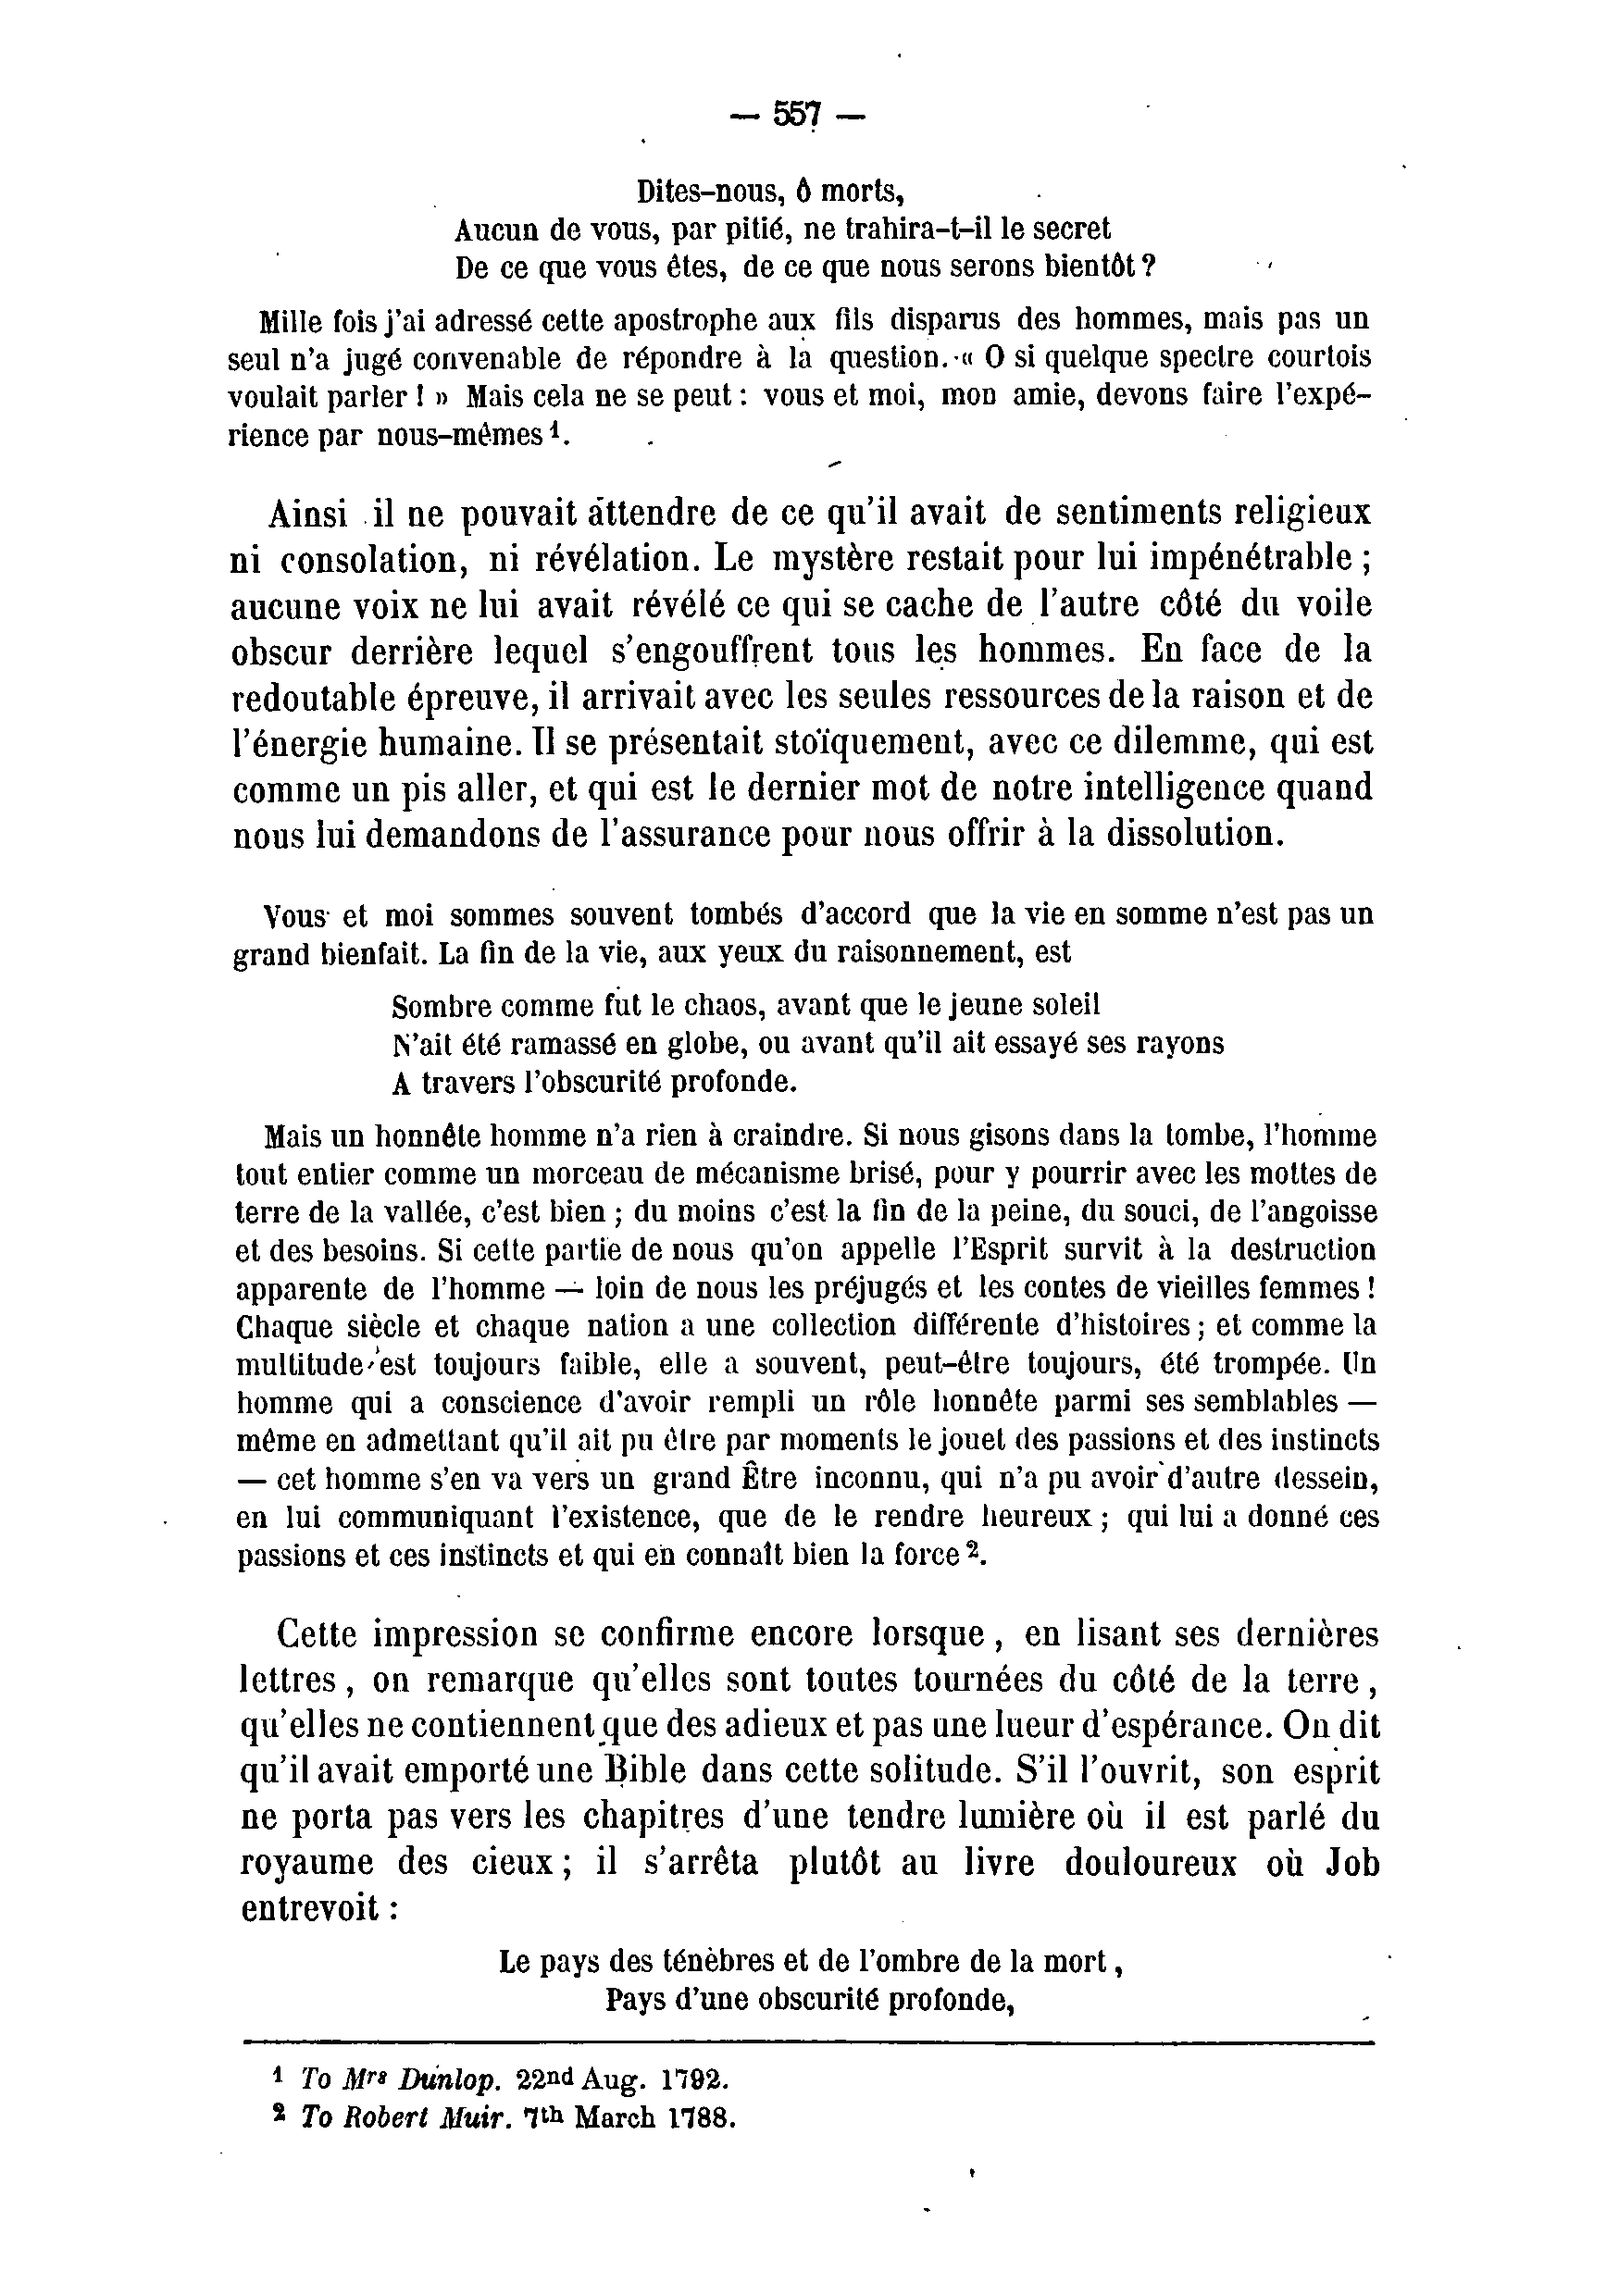 — 557 —
Dites-nous, ô morts,
Aucun de vous, par pitié, ne trahira-t-il le secret
De ce que vous êtes, de ce que nous serons bientôt ?
Mille fois j'ai adressé cette apostrophe aux fils disparus des hommes, mais pas un
seul n'a jugé convenable de répondre à la question. « O si quelque spectre courtois
voulait parler ! » Mais cela ne se peut : vous et moi, mon amie, devons faire l'expé-
rience par nous-mêmes 1.
Ainsi il ne pouvait attendre de ce qu'il avait de sentiments religieux
ni consolation, ni révélation. Le mystère restait pour lui impénétrable ;
aucune voix ne lui avait révélé ce qui se cache de l'autre côté du voile
obscur derrière lequel s'engouffrent tous les hommes. En face de la
redoutable épreuve, il arrivait avec les seules ressources de la raison et de
l'énergie humaine. Il se présentait stoïquement, avec ce dilemme, qui est
comme un pis aller, et qui est le dernier mot de notre intelligence quand
nous lui demandons de l'assurance pour nous offrir à la dissolution.
Vous et moi sommes souvent tombés d'accord que la vie en somme n'est pas un
grand bienfait. La fin de la vie, aux yeux du raisonnement, est
Sombre comme fut le chaos, avant que le jeune soleil
N'ait été ramassé en globe, ou avant qu'il ait essayé ses rayons
A travers l'obscurité profonde.
Mais un honnête homme n'a rien à craindre. Si nous gisons dans la tombe, l'homme
tout entier comme un morceau de mécanisme brisé, pour y pourrir avec les mottes de
terre de la vallée, c'est bien ; du moins c'est la fin de la peine, du souci, de l'angoisse
et des besoins. Si cette partie de nous qu'on appelle l'Esprit survit à la destruction
apparente de l'homme — loin de nous les préjugés et les contes de vieilles femmes !
Chaque siècle et chaque nation a une collection différente d'histoires ; et comme la
multitude est toujours faible, elle a souvent, peut-être toujours, été trompée. Un
homme qui a conscience d'avoir rempli un rôle honnête parmi ses semblables —
même en admettant qu'il ait pu être par moments le jouet des passions et des instincts
— cet homme s'en va vers un grand Être inconnu, qui n'a pu avoir d'autre dessein,
en lui communiquant l'existence, que de le rendre heureux ; qui lui a donné ces
passions et ces instincts et qui en connaît bien la force 2.
Cette impression se confirme encore lorsque, en lisant ses dernières
lettres, on remarque qu'elles sont toutes tournées du côté de la terre,
qu'elles ne contiennent que des adieux et pas une lueur d'espérance. On dit
qu'il avait emporté une Bible dans cette solitude. S'il l'ouvrit, son esprit
ne porta pas vers les chapitres d'une tendre lumière où il est parlé du
royaume des cieux ; il s'arrêta plutôt au livre douloureux où Job
entrevoit :
Le pays des ténèbres et de l'ombre de la mort,
Pays d'une obscurité profonde,
1 To Mrs Dunlop. 22nd Aug. 1792.
2 To Robert Muir. 7th March 1788.